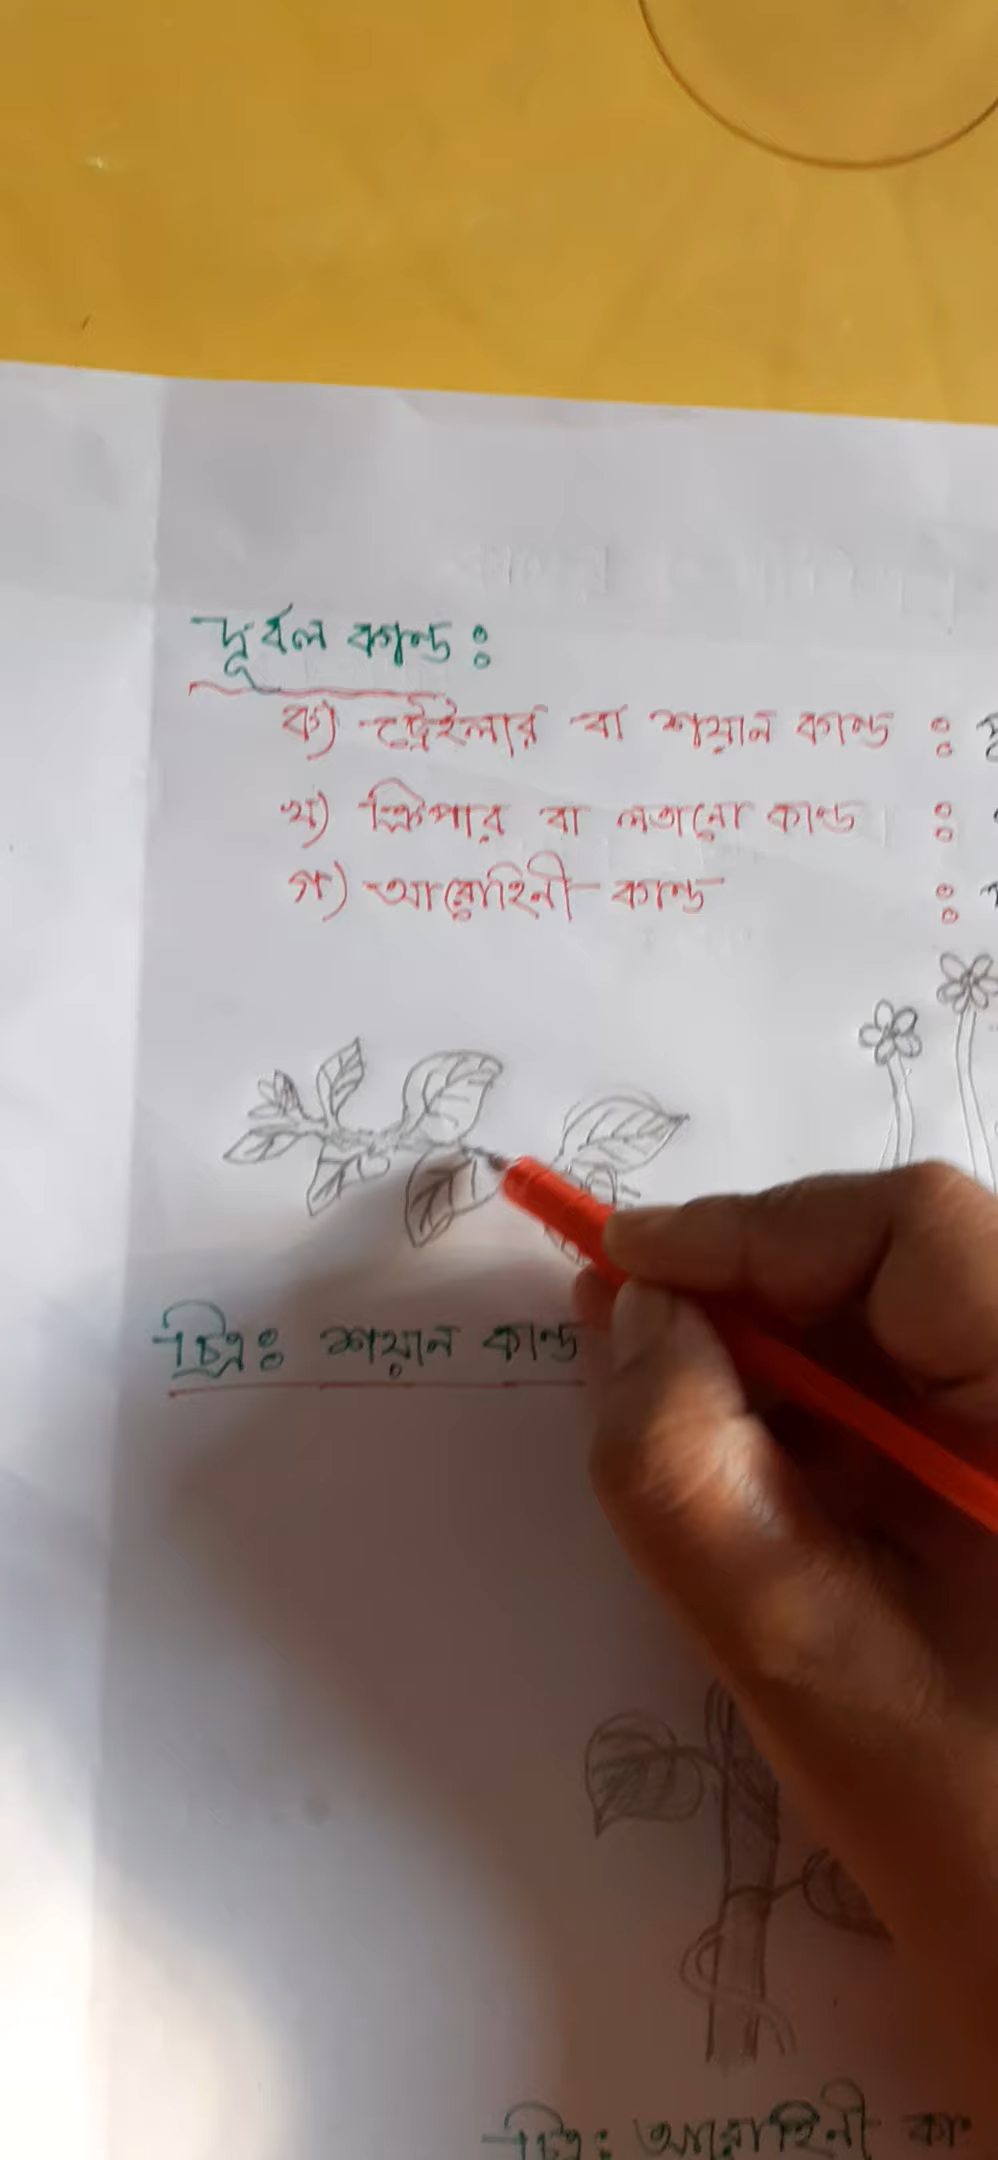 দূর্বল কান্ড :
ক) ট্রেইলার বা শয়ান কান্ড :
খ) ক্রিপার বা লতানো কান্ড :
গ) আরোহিনী কান্ড :
চিত্রঃ শয়ান কান্ড
চিত্রঃ আরোহিনী